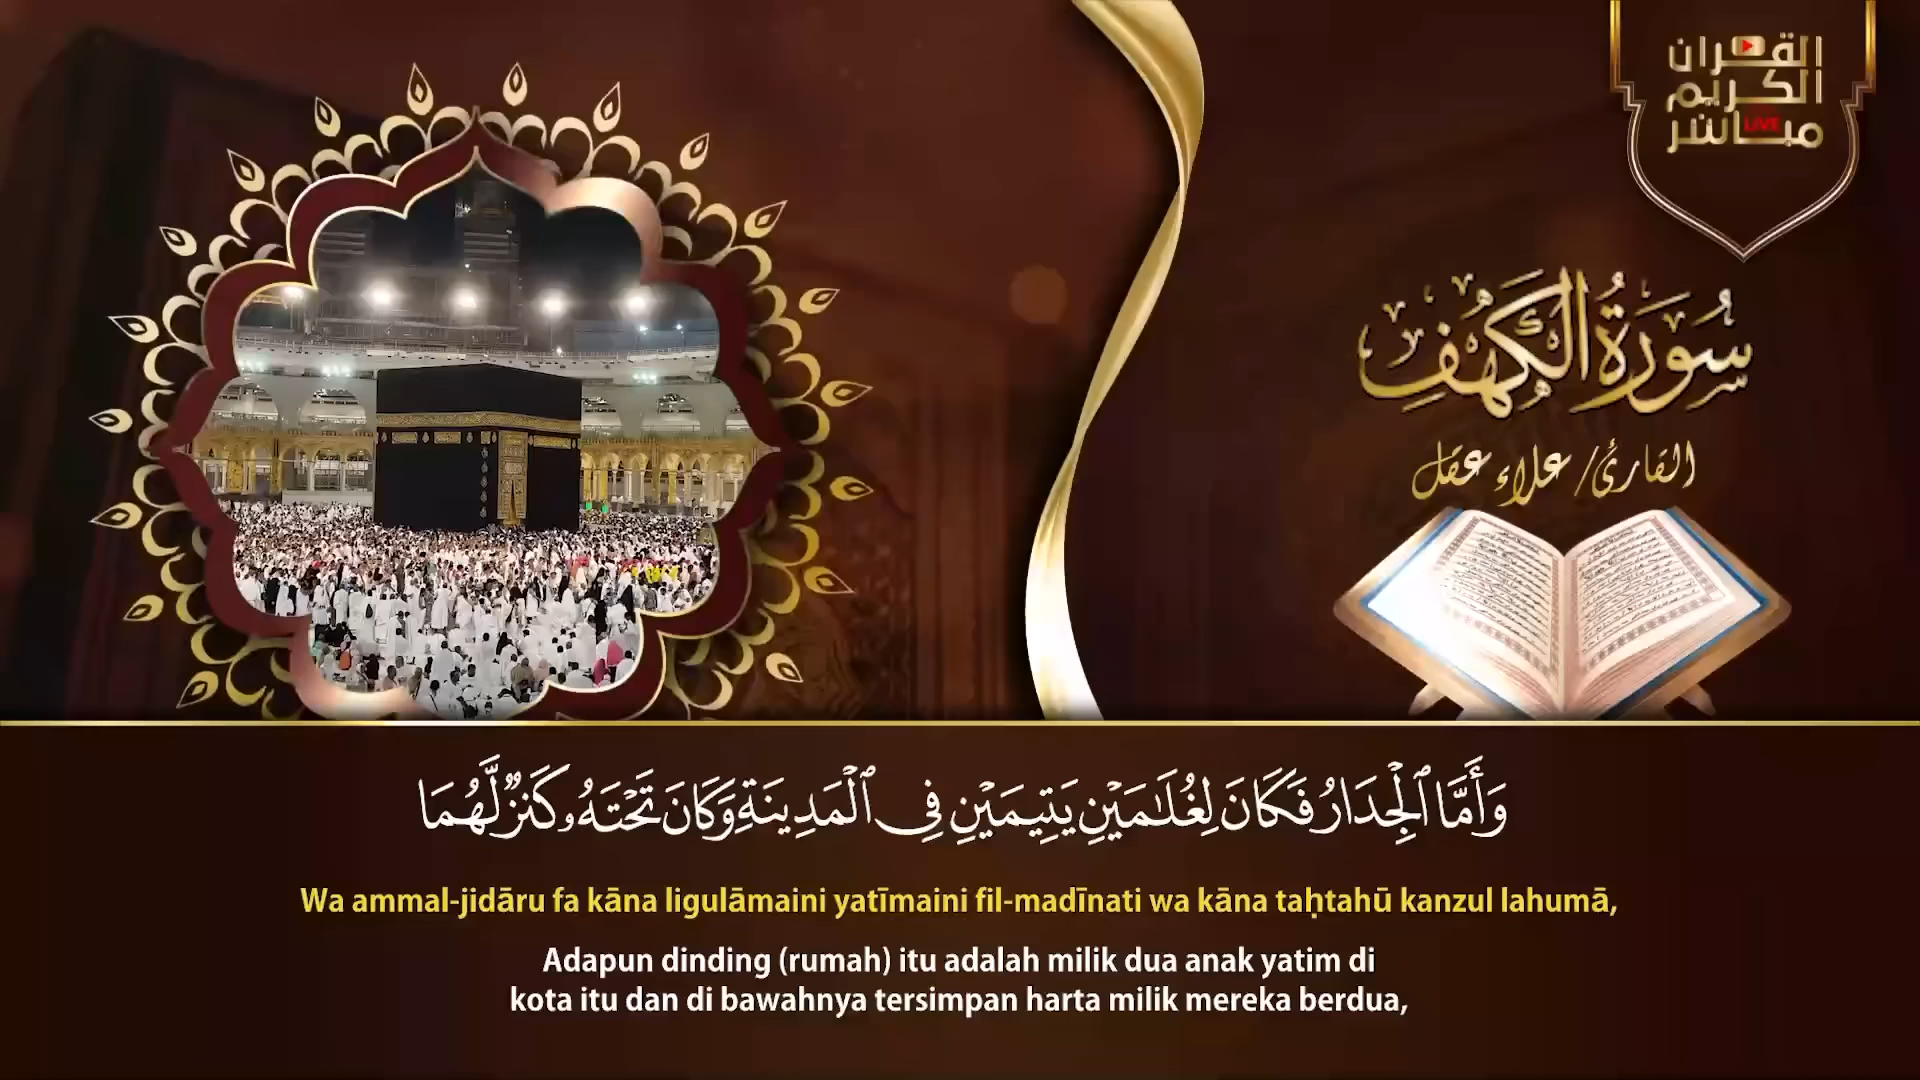 القرآن
الكريم
مباشر
LIVE
سُورَةُ الكَهْفِ
القارئ/ علاء عقل
وَأَمَّا ٱلْجِدَارُ فَكَانَ لِغُلَـٰمَيْنِ يَتِيمَيْنِ فِى ٱلْمَدِينَةِ وَكَانَ تَحْتَهُۥ كَنزٌ لَّهُمَا
Wa ammal-jidāru fa kāna ligulāmaini yatīmaini fil-madīnati wa kāna taḥtahū kanzul lahumā,
Adapun dinding (rumah) itu adalah milik dua anak yatim di
kota itu dan di bawahnya tersimpan harta milik mereka berdua,